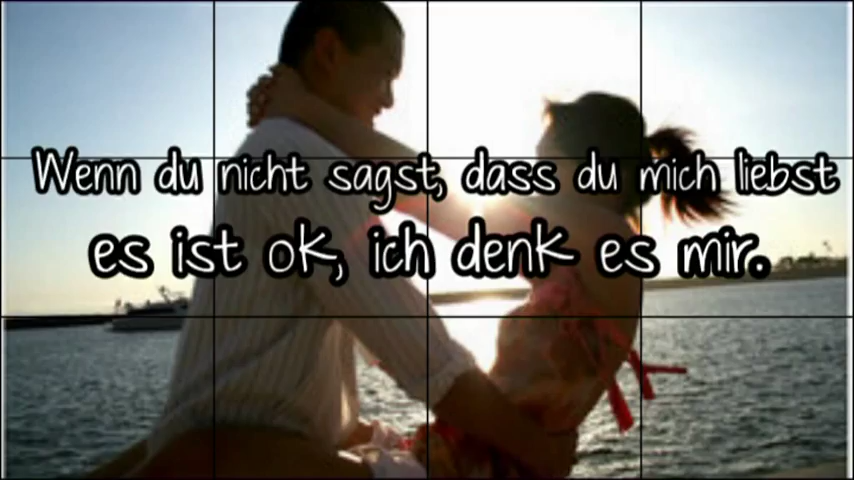 Wenn du nicht sagst, dass du mich liebst
es ist ok, ich denk es mir.